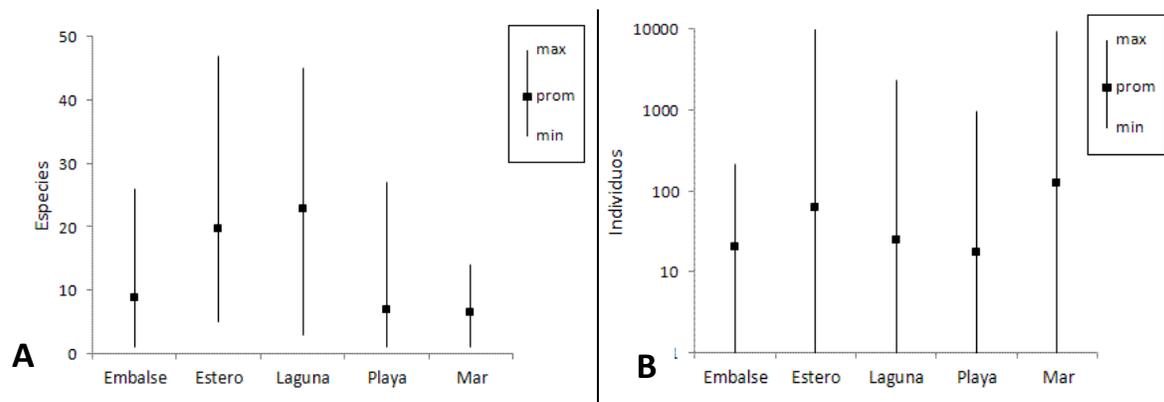 50
40
30
20
10
0
Especies
Embalse Estero Laguna Playa Mar
max
prom
min
A
10000
1000
100
10
1
Individuos
Embalse Estero Laguna Playa Mar
max
prom
min
B